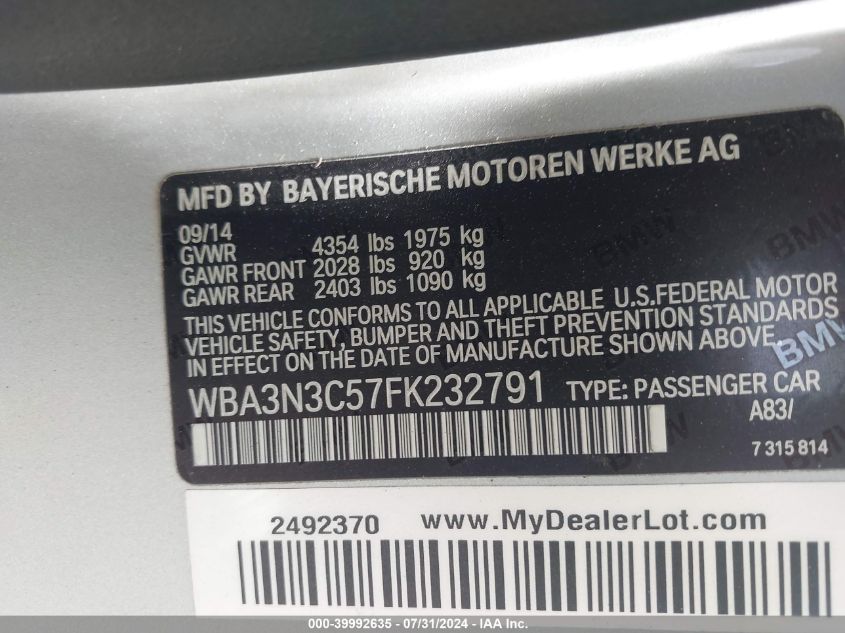 MFD BY BAYERISCHE MOTOREN WERKE AG
09/14
GVWR 4354 lbs 1975 kg
GAWR FRONT 2028 lbs 920 kg
GAWR REAR 2403 lbs 1090 kg
THIS VEHICLE CONFORMS TO ALL APPLICABLE U.S.FEDERAL MOTOR
VEHICLE SAFETY, BUMPER AND THEFT PREVENTION STANDARDS
IN EFFECT ON THE DATE OF MANUFACTURE SHOWN ABOVE.
WBA3N3C57FK232791 TYPE: PASSENGER CAR
A83/
7 315 814
BMW
2492370 www.MyDealerLot.com
000-39992635 - 07/31/2024 - IAA Inc.